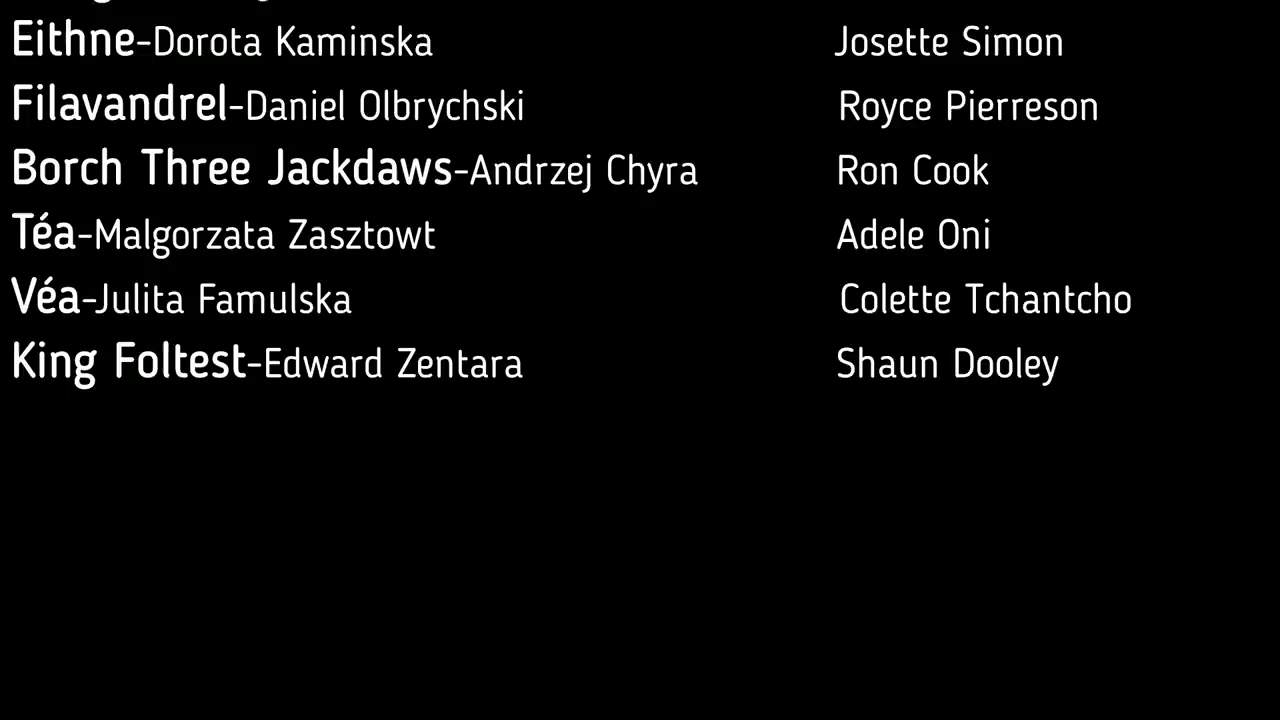 Eithne-Dorota Kaminska Josette Simon
Filavandrel-Daniel Olbrychski Royce Pierreson
Borch Three Jackdaws-Andrzej Chyra Ron Cook
Téa-Malgorzata Zasztowt Adele Oni
Véa-Julita Famulska Colette Tchantcho
King Foltest-Edward Zentara Shaun Dooley